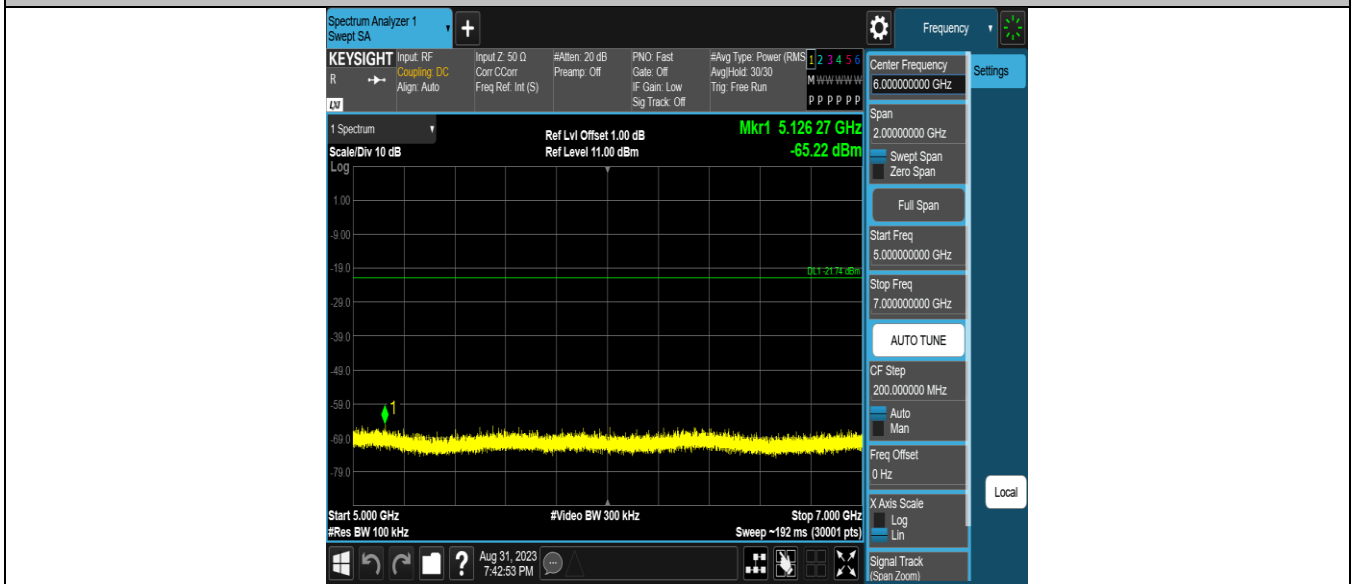 Spectrum Analyzer 1
Swept SA
+
Frequency
KEYSIGHT
R
LXI
Input: RF
Coupling: DC
Align: Auto
Input Z: 50 Ω
Corr CCorr
Freq Ref: Int (S)
#Atten: 20 dB
Preamp: Off
PNO: Fast
Gate: Off
IF Gain: Low
Sig Track: Off
#Avg Type: Power (RMS
Avg|Hold: 30/30
Trig: Free Run
1 2 3 4 5 6
M W W W W W
P P P P P P
1 Spectrum
Scale/Div 10 dB
Ref Lvl Offset 1.00 dB
Ref Level 11.00 dBm
Mkr1 5.126 27 GHz
-65.22 dBm
Log
1.00
-9.00
-19.0
DL1 -21.74 dBm
-29.0
-39.0
-49.0
-59.0
1
-69.0
-79.0
Start 5.000 GHz
#Video BW 300 kHz
Stop 7.000 GHz
#Res BW 100 kHz
Sweep ~192 ms (30001 pts)
?
Aug 31, 2023
7:42:53 PM
Center Frequency
6.000000000 GHz
Settings
Span
2.00000000 GHz
Swept Span
Zero Span
Full Span
Start Freq
5.000000000 GHz
Stop Freq
7.000000000 GHz
AUTO TUNE
CF Step
200.000000 MHz
Auto
Man
Freq Offset
0 Hz
Local
X Axis Scale
Log
Lin
Signal Track
(Span Zoom)